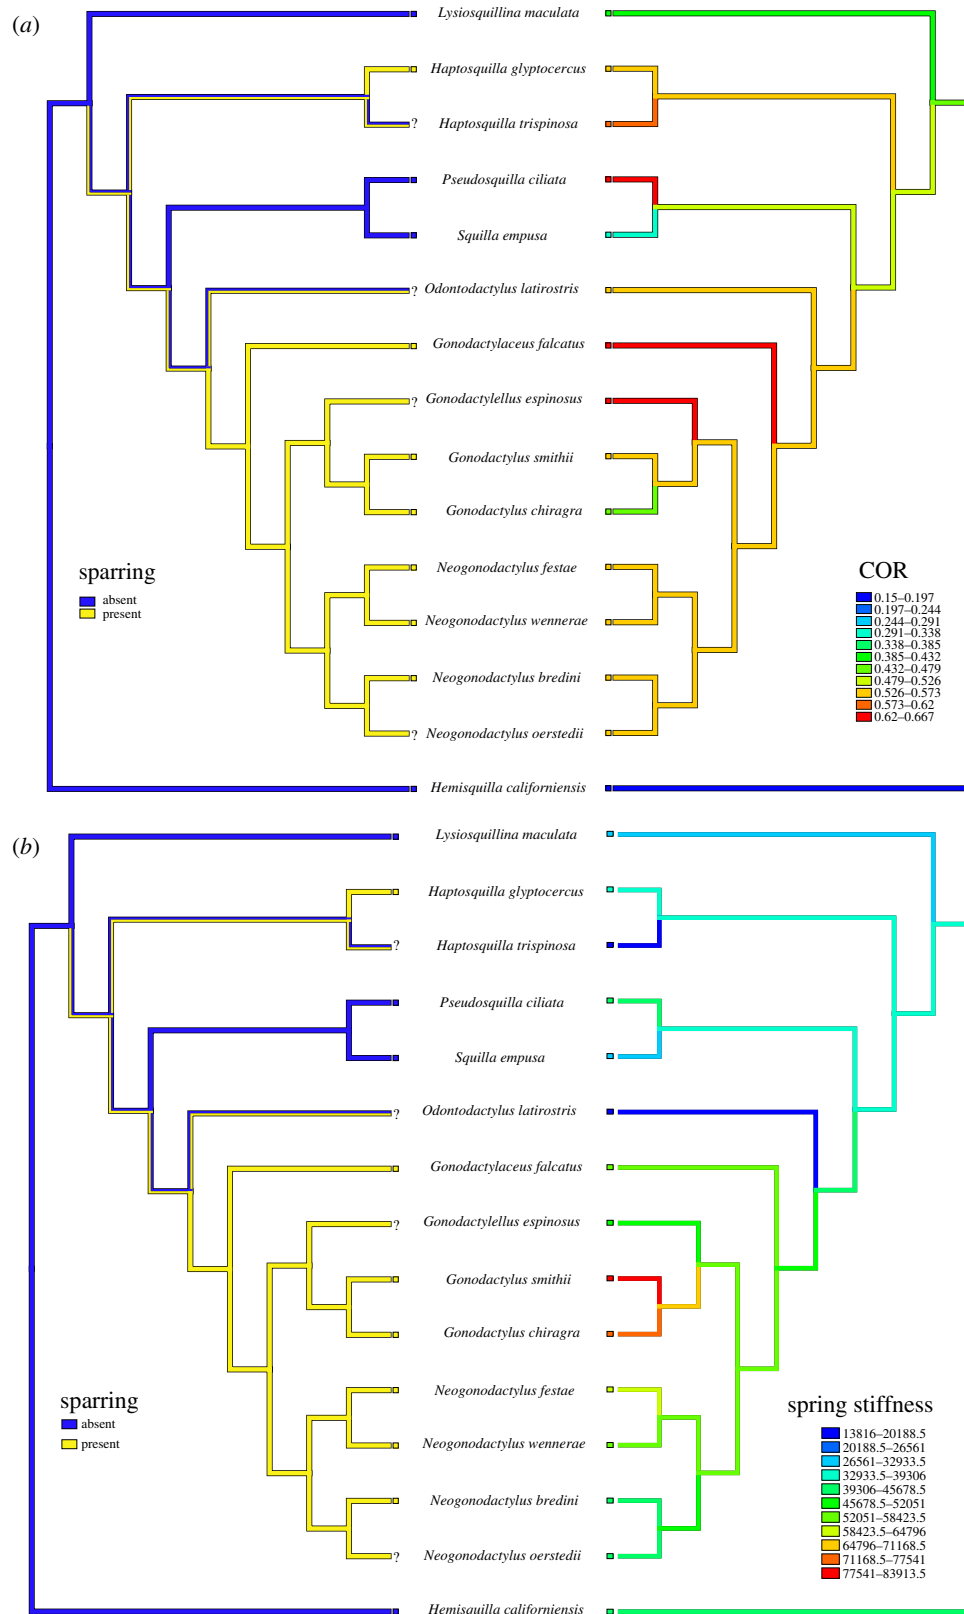 (a)
Lysiosquillina maculata
Haptosquilla glyptocercus
? Haptosquilla trispinosa
Pseudosquilla ciliata
Squilla empusa
? Odontodactylus latirostris
Gonodactylaceus falcatus
? Gonodactylellus espinosus
Gonodactylus smithii
Gonodactylus chiragra
Neogonodactylus festae
Neogonodactylus wennerae
Neogonodactylus bredini
? Neogonodactylus oerstedii
Hemisquilla californiensis
sparring
absent
present
COR
0.15–0.197
0.197–0.244
0.244–0.291
0.291–0.338
0.338–0.385
0.385–0.432
0.432–0.479
0.479–0.526
0.526–0.573
0.573–0.62
0.62–0.667
(b)
Lysiosquillina maculata
Haptosquilla glyptocercus
? Haptosquilla trispinosa
Pseudosquilla ciliata
Squilla empusa
? Odontodactylus latirostris
Gonodactylaceus falcatus
? Gonodactylellus espinosus
Gonodactylus smithii
Gonodactylus chiragra
Neogonodactylus festae
Neogonodactylus wennerae
Neogonodactylus bredini
? Neogonodactylus oerstedii
Hemisquilla californiensis
sparring
absent
present
spring stiffness
13816–20188.5
20188.5–26561
26561–32933.5
32933.5–39306
39306–45678.5
45678.5–52051
52051–58423.5
58423.5–64796
64796–71168.5
71168.5–77541
77541–83913.5